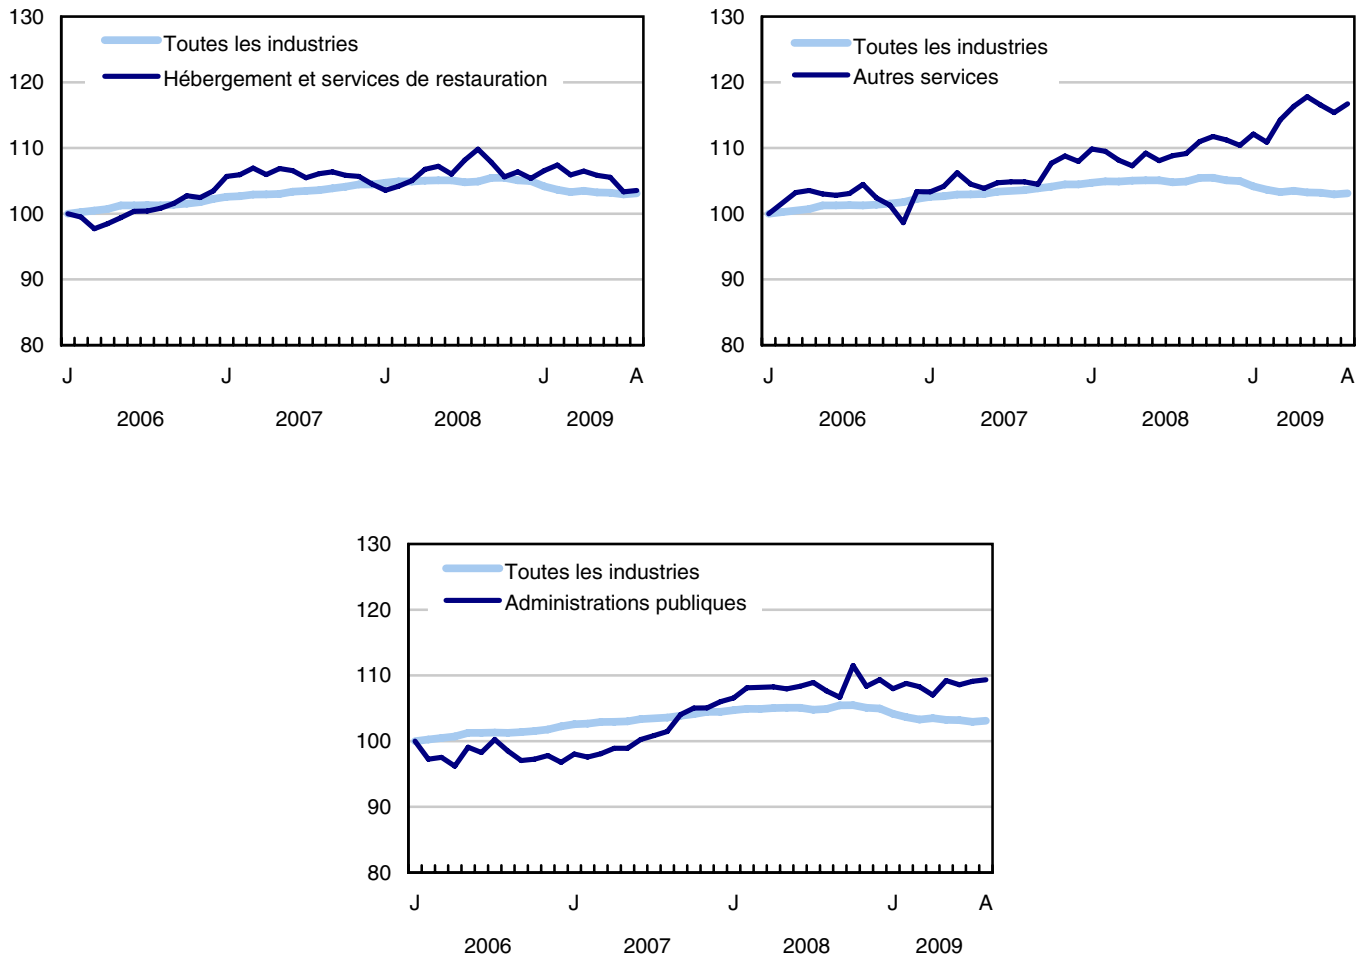 130
120
110
100
90
80
Toutes les industries
Hébergement et services de restauration
J J J J A
2006 2007 2008 2009
130
120
110
100
90
80
Toutes les industries
Autres services
J J J J A
2006 2007 2008 2009
130
120
110
100
90
80
Toutes les industries
Administrations publiques
J J J J A
2006 2007 2008 2009